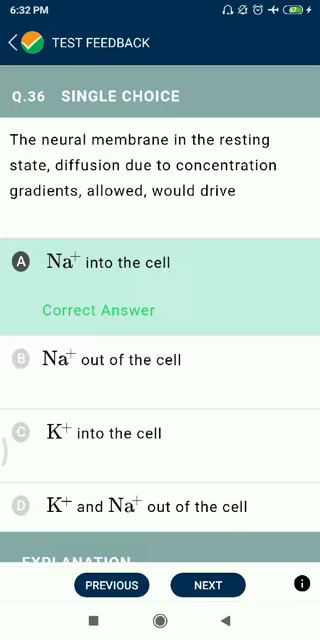 6:32 PM
67
TEST FEEDBACK
Q.36 SINGLE CHOICE
The neural membrane in the resting
state, diffusion due to concentration
gradients, allowed, would drive
A Na+ into the cell
Correct Answer
B Na+ out of the cell
C K+ into the cell
D K+ and Na+ out of the cell
EXPLANATION
PREVIOUS NEXT